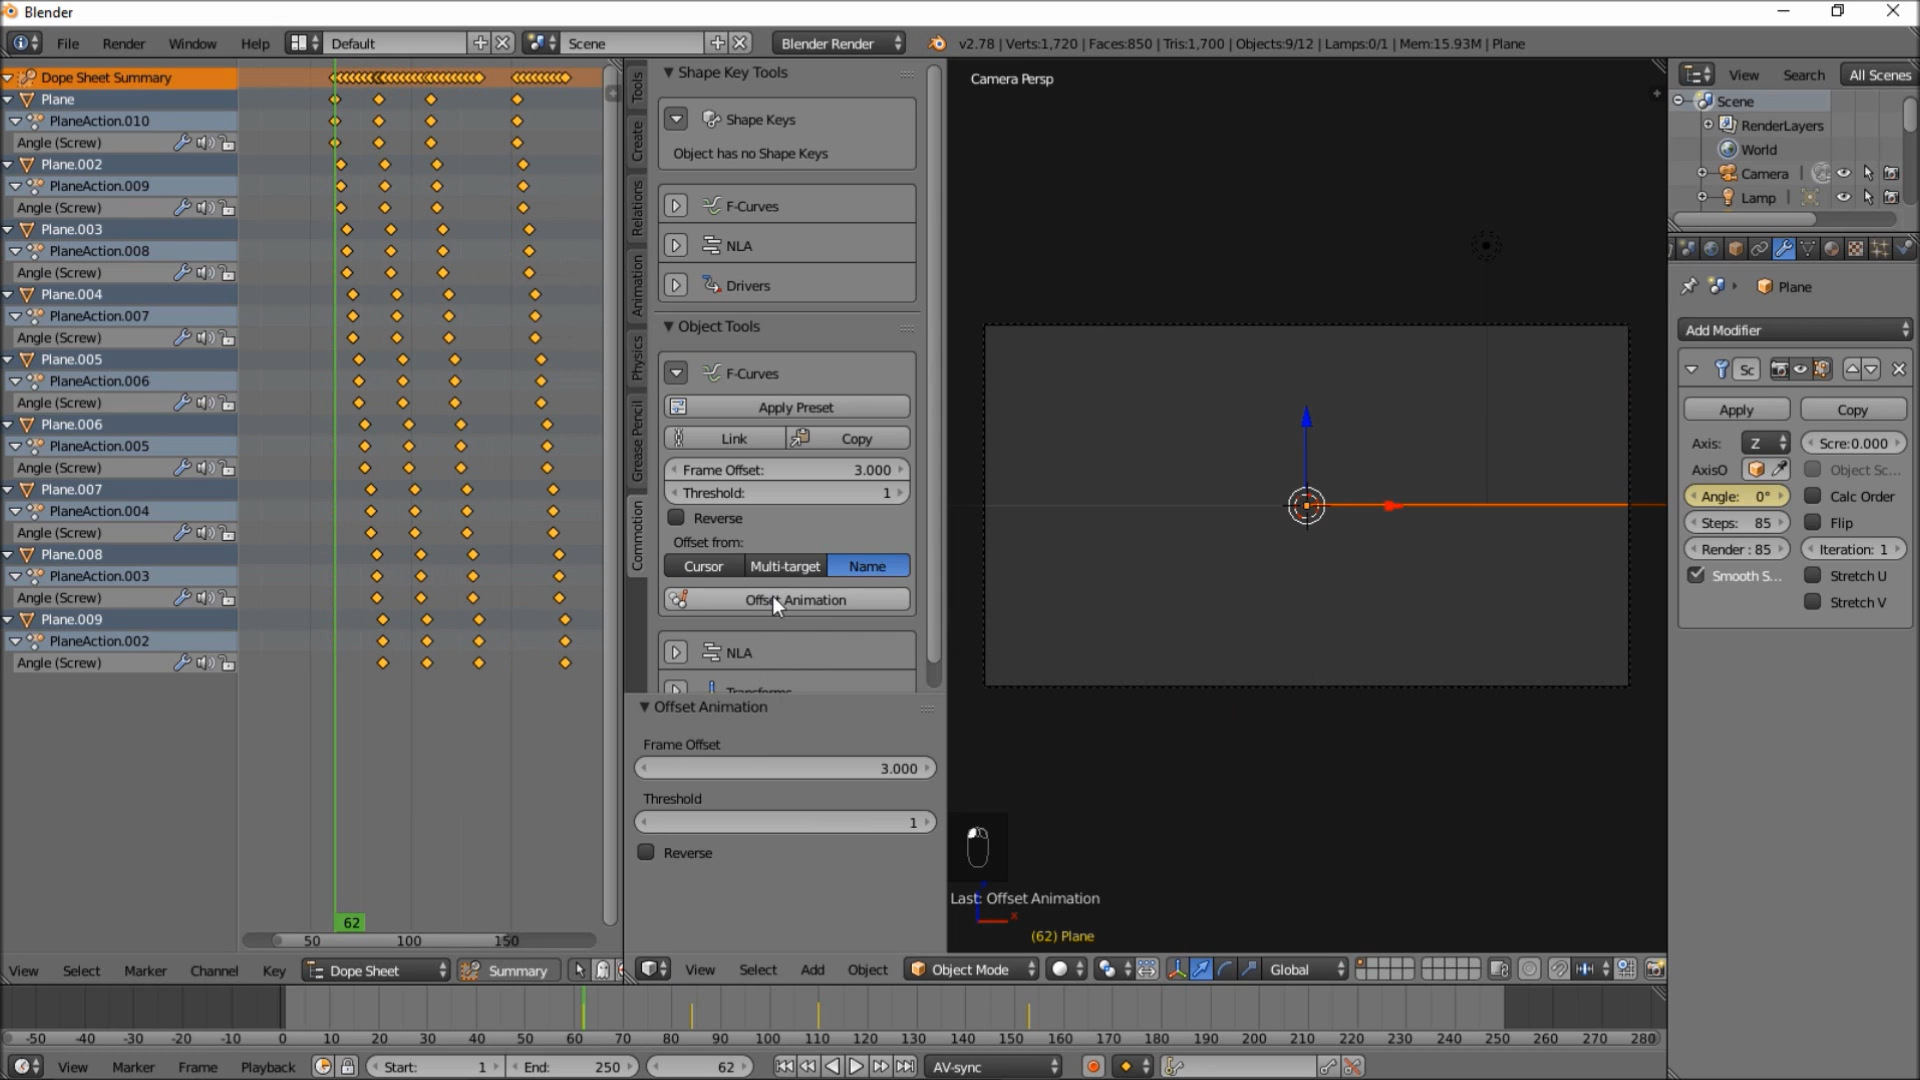 Blender
File Render Window Help Default Scene Blender Render v2.78 | Verts:1,720 | Faces:850 | Tris:1,700 | Objects:9/12 | Lamps:0/1 | Mem:15.93M | Plane
Dope Sheet Summary
Plane
PlaneAction.010
Angle (Screw)
Plane.002
PlaneAction.009
Angle (Screw)
Plane.003
PlaneAction.008
Angle (Screw)
Plane.004
PlaneAction.007
Angle (Screw)
Plane.005
PlaneAction.006
Angle (Screw)
Plane.006
PlaneAction.005
Angle (Screw)
Plane.007
PlaneAction.004
Angle (Screw)
Plane.008
PlaneAction.003
Angle (Screw)
Plane.009
PlaneAction.002
Angle (Screw)
62
50 100 150
View Select Marker Channel Key Dope Sheet Summary
Tools
Create
Relations
Animation
Physics
Grease Pencil
Commotion
Shape Key Tools
Shape Keys
Object has no Shape Keys
F-Curves
NLA
Drivers
Object Tools
F-Curves
Apply Preset
Link Copy
Frame Offset: 3.000
Threshold: 1
Reverse
Offset from:
Cursor Multi-target Name
Offset Animation
NLA
Transforms
Offset Animation
Frame Offset
3.000
Threshold
1
Reverse
Camera Persp
Last: Offset Animation
x
(62) Plane
View Select Add Object Object Mode Global
View Search All Scenes
Scene
RenderLayers
World
Camera
Lamp
Plane
Add Modifier
Sc
Apply Copy
Axis: Z Scre:0.000
AxisO Object Sc...
Angle: 0° Calc Order
Steps: 85 Flip
Render: 85 Iteration: 1
Smooth S... Stretch U
Stretch V
-50 -40 -30 -20 -10 0 10 20 30 40 50 60 70 80 90 100 110 120 130 140 150 160 170 180 190 200 210 220 230 240 250 260 270 280
View Marker Frame Playback Start: 1 End: 250 62 AV-sync